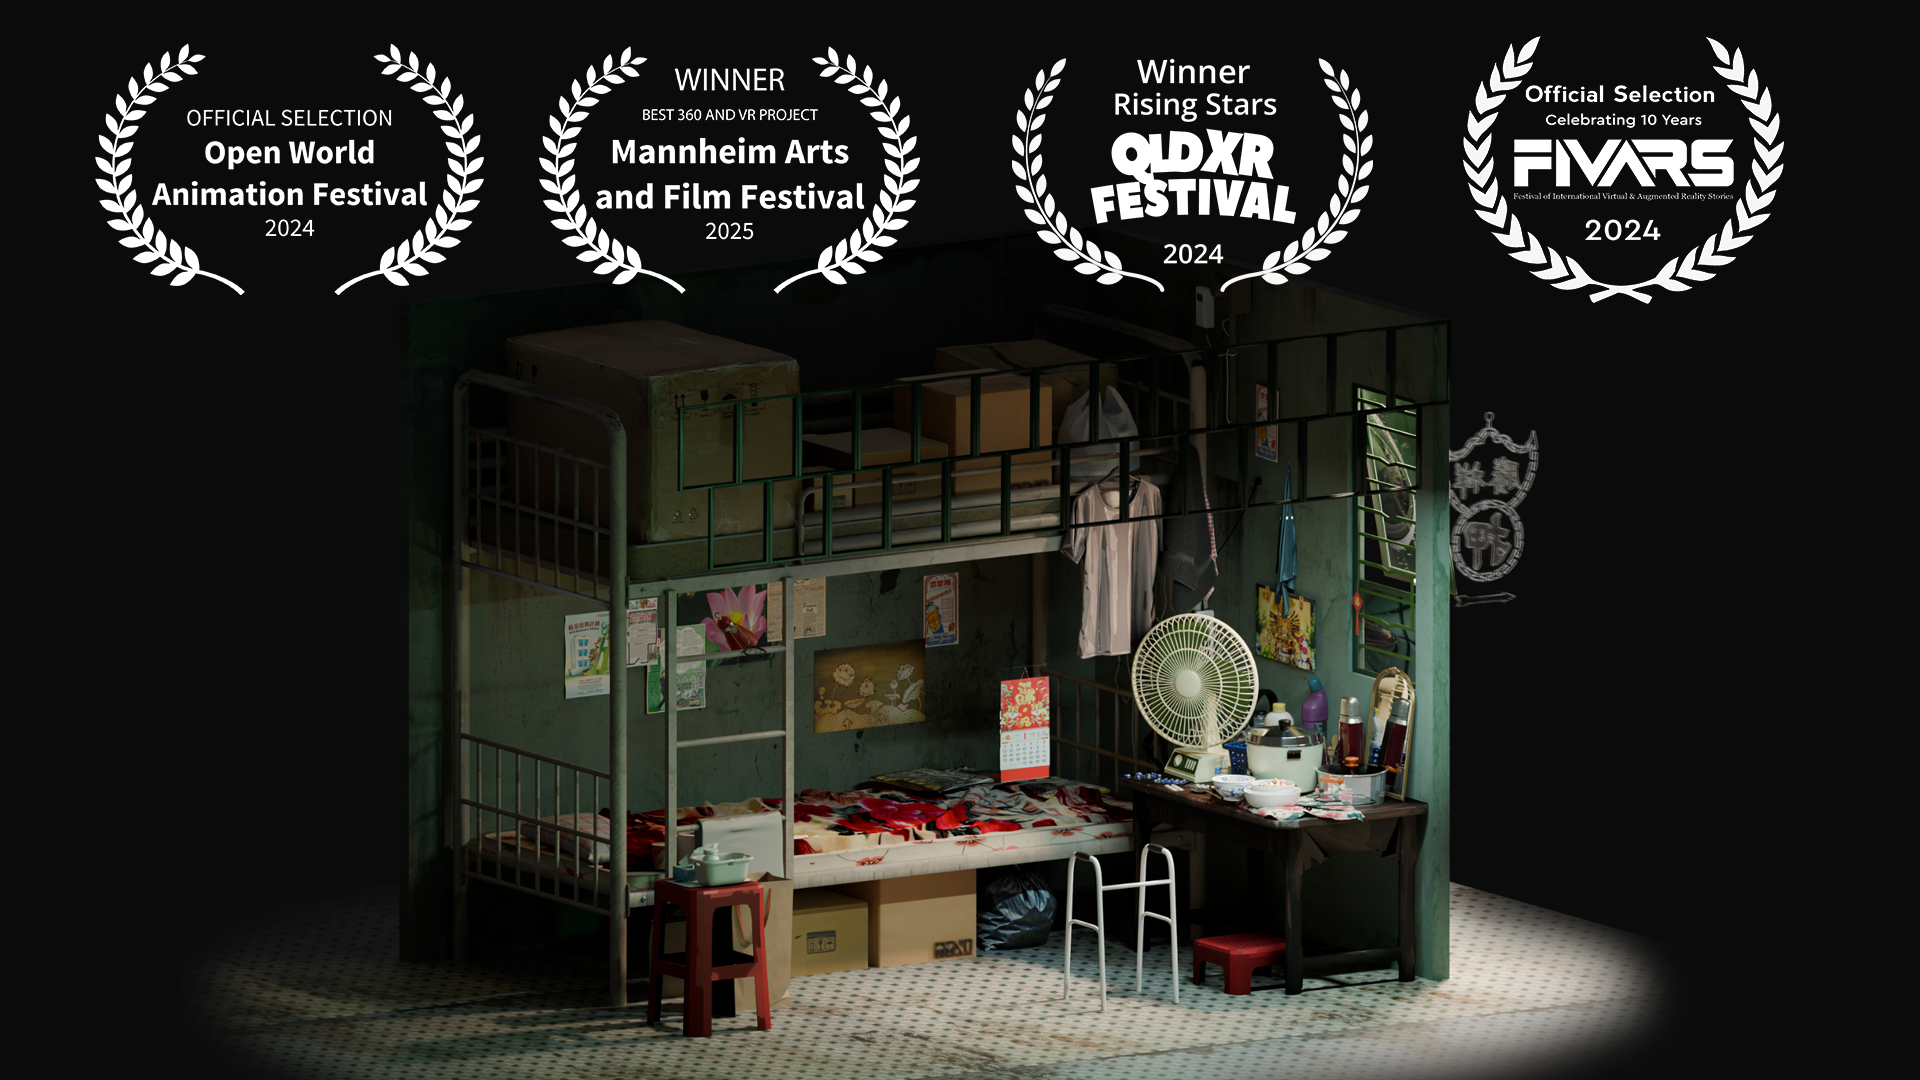 OFFICIAL SELECTION
Open World
Animation Festival
2024
WINNER
BEST 360 AND VR PROJECT
Mannheim Arts
and Film Festival
2025
Winner
Rising Stars
QLD XR
FESTIVAL
2024
Official Selection
Celebrating 10 Years
FIVARS
Festival of International Virtual & Augmented Reality Stories
2024